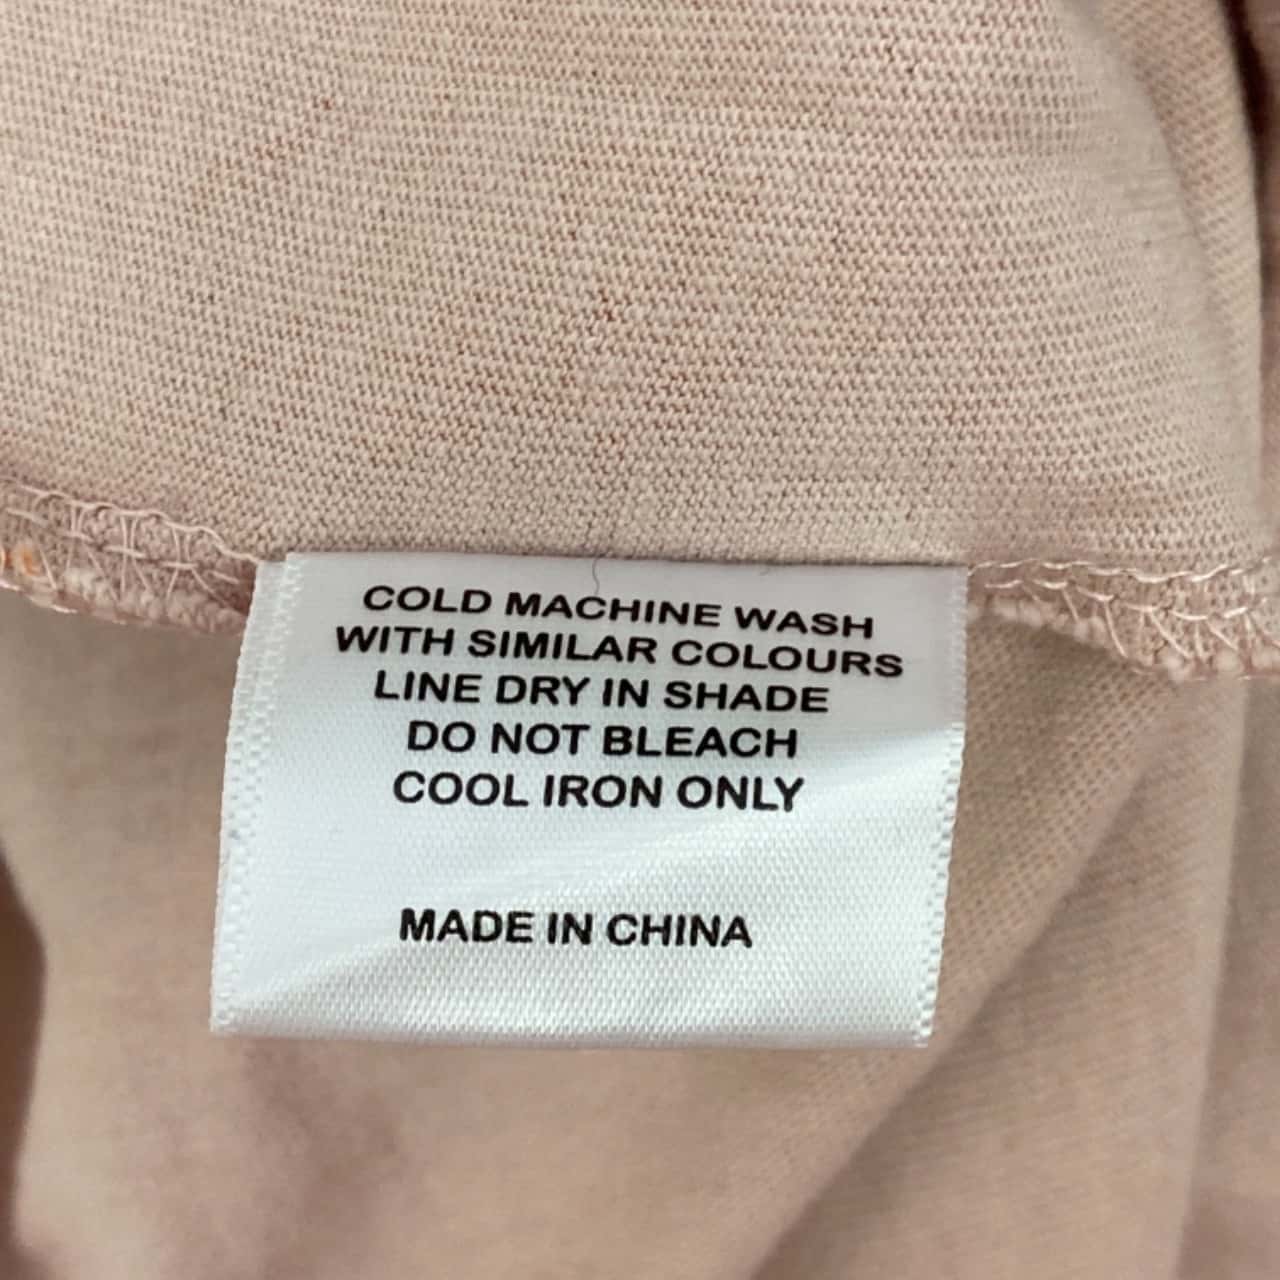 COLD MACHINE WASH
WITH SIMILAR COLOURS
LINE DRY IN SHADE
DO NOT BLEACH
COOL IRON ONLY
MADE IN CHINA